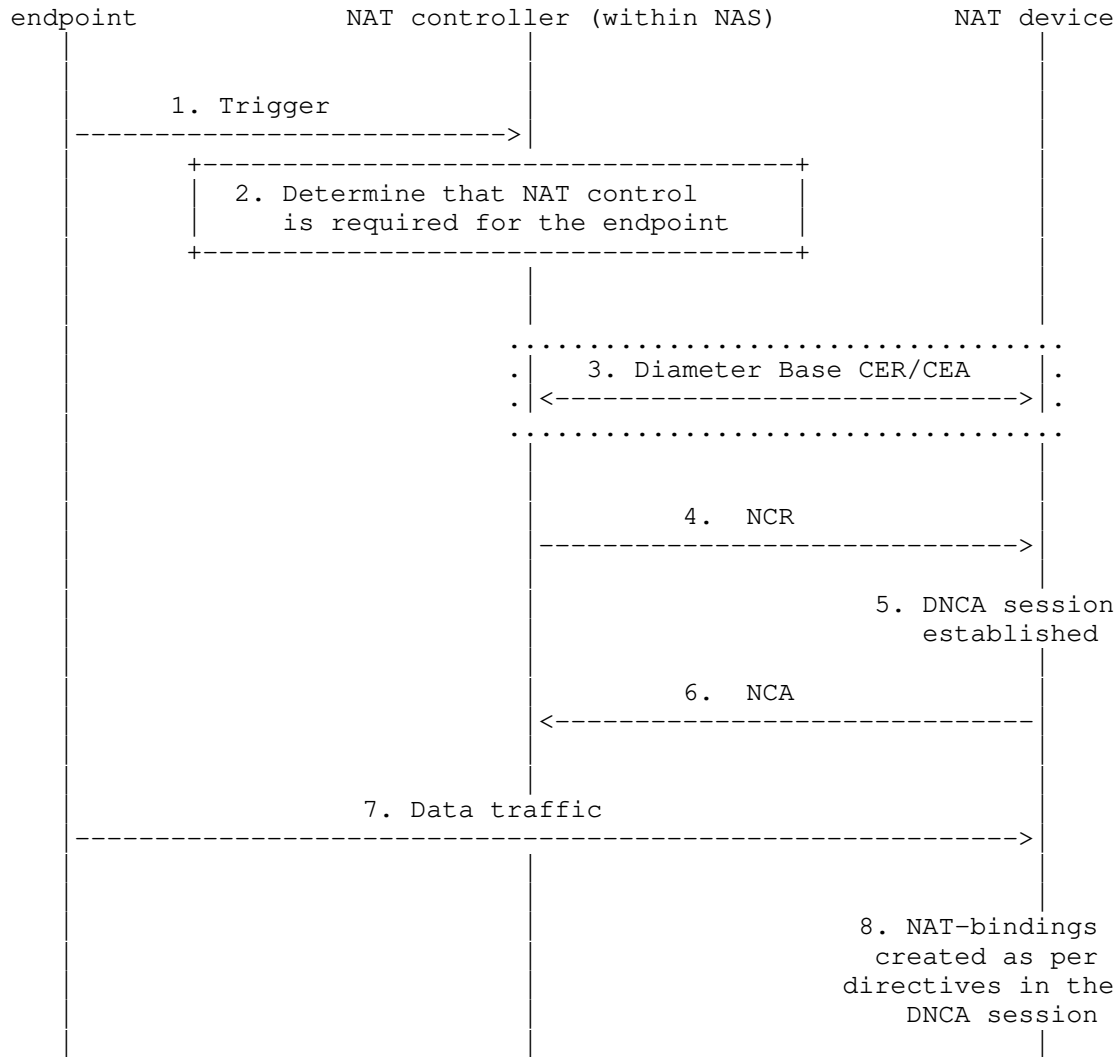 endpoint NAT controller (within NAS) NAT device
1. Trigger
2. Determine that NAT control
is required for the endpoint
3. Diameter Base CER/CEA
4. NCR
5. DNCA session
established
6. NCA
7. Data traffic
8. NAT-bindings
created as per
directives in the
DNCA session